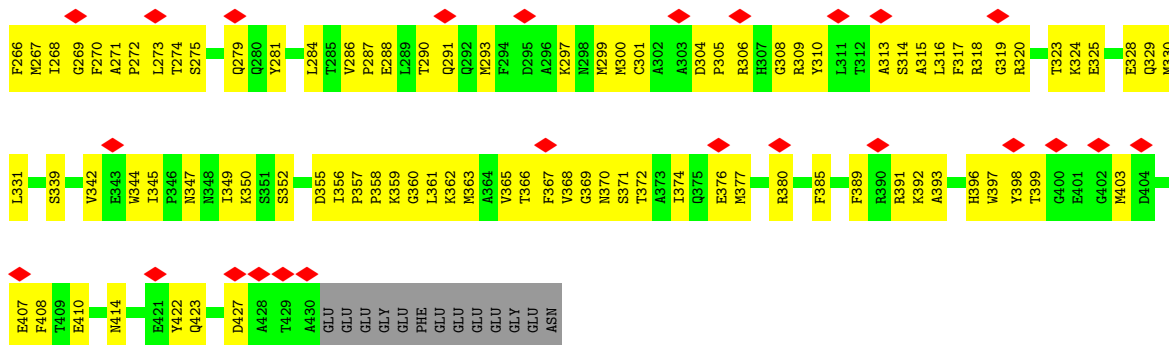 F266 M267 I268 G269 F270 A271 P272 L273 T274 S275 Q279 Q280 Y281 L284 T285 V286 P287 E288 L289 T290 Q291 Q292 M293 F294 D295 A296 K297 N298 M299 M300 C301 A302 A303 D304 P305 R306 H307 G308 R309 Y310 L311 T312 A313 S314 A315 L316 F317 R318 G319 R320 T323 K324 E325 E328 Q329 M330
L331 S339 V342 E343 W344 I345 P346 N347 N348 I349 K350 S351 S352 D355 I356 P357 P358 K359 G360 L361 K362 M363 A364 V365 T366 F367 V368 G369 N370 S371 T372 A373 I374 Q375 E376 M377 R380 F385 F389 R390 R391 K392 A393 H396 W397 Y398 T399 G400 E401 G402 M403 D404
E407 F408 T409 E410 N414 E421 Y422 Q423 D427 A428 T429 A430 GLU GLU GLU GLY GLU PHE GLU GLU GLU GLU GLY GLU ASN